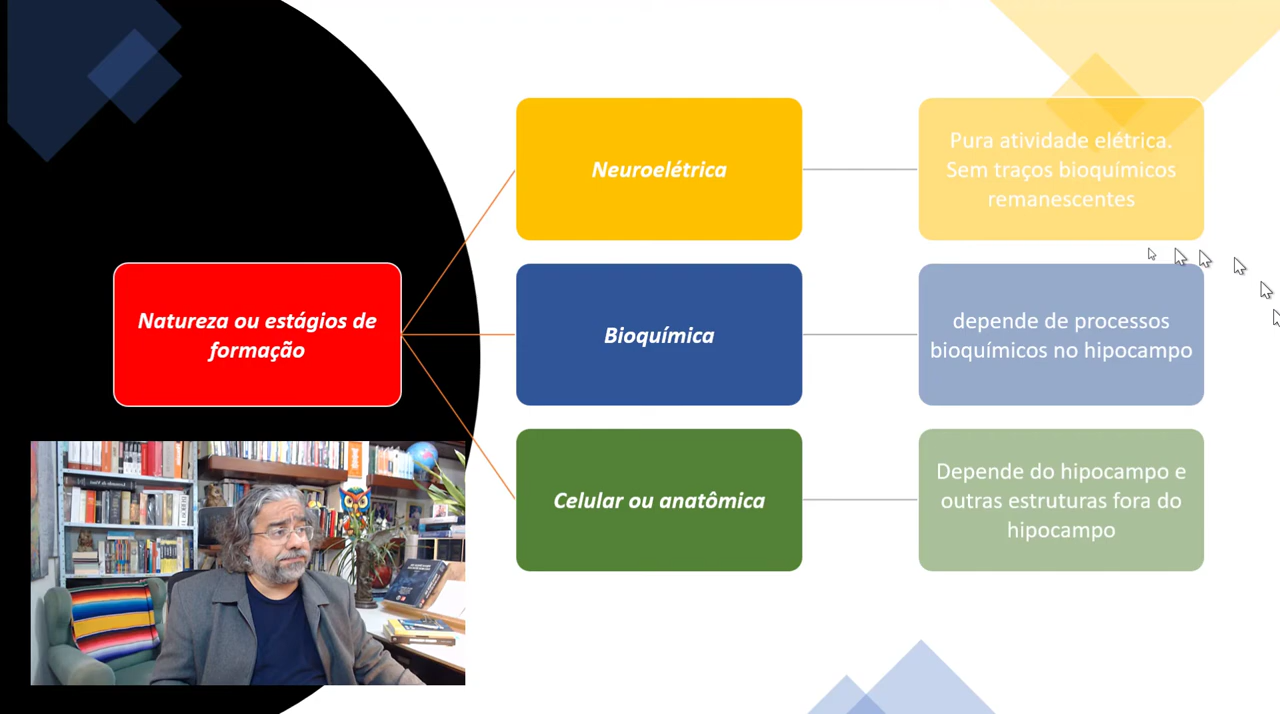 Natureza ou estágios de
formação
Neuroelétrica
Pura atividade elétrica.
Sem traços bioquímicos
remanescentes
Bioquímica
depende de processos
bioquímicos no hipocampo
Celular ou anatômica
Depende do hipocampo e
outras estruturas fora do
hipocampo